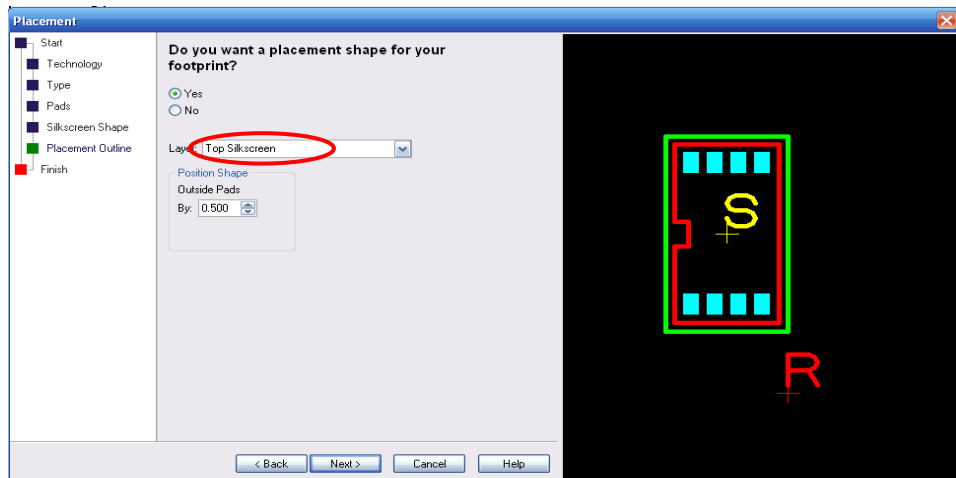 Placement
Start
Technology
Type
Pads
Silkscreen Shape
Placement Outline
Finish
Do you want a placement shape for your
footprint?
Yes
No
Top Silkscreen
Position Shape
Outside Pads
By: 0.500
S
R
< Back Next > Cancel Help